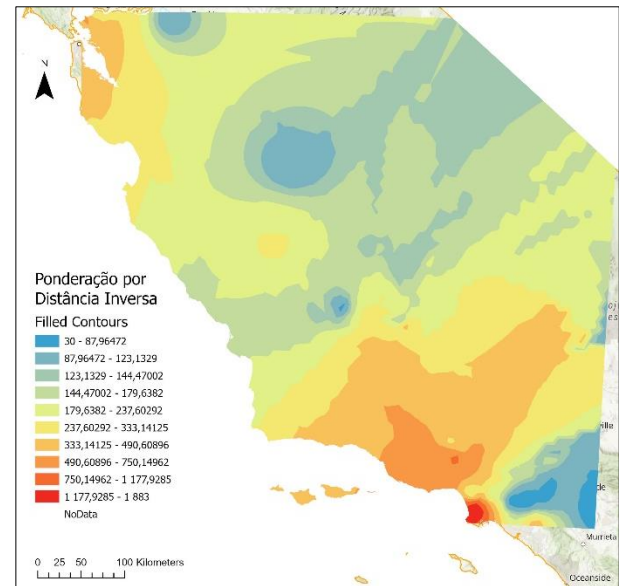 N
Ponderação por
Distância Inversa
Filled Contours
30 - 87,96472
87,96472 - 123,1329
123,1329 - 144,47002
144,47002 - 179,6382
179,6382 - 237,60292
237,60292 - 333,14125
333,14125 - 490,60896
490,60896 - 750,14962
750,14962 - 1 177,9285
1 177,9285 - 1 883
NoData
0 25 50 100 Kilometers
ville
de
Murrieta
Oceanside